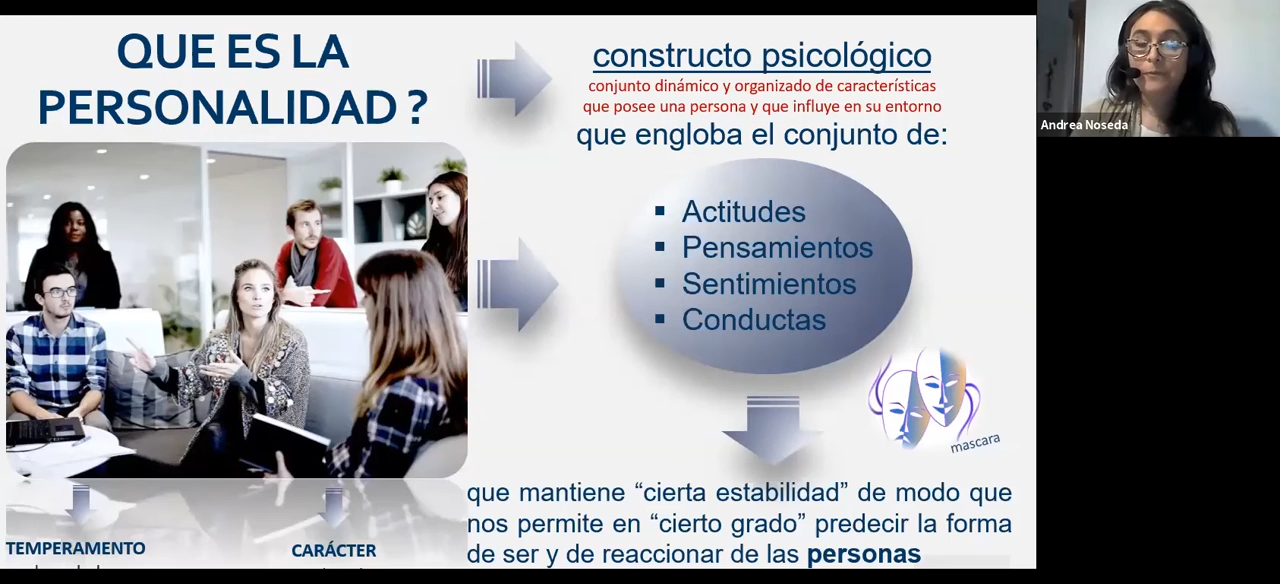 QUE ES LA
PERSONALIDAD ?
constructo psicológico
conjunto dinámico y organizado de características
que posee una persona y que influye en su entorno
que engloba el conjunto de:
▪ Actitudes
▪ Pensamientos
▪ Sentimientos
▪ Conductas
mascara
que mantiene “cierta estabilidad” de modo que
nos permite en “cierto grado” predecir la forma
de ser y de reaccionar de las personas
TEMPERAMENTO
CARÁCTER
Andrea Noseda